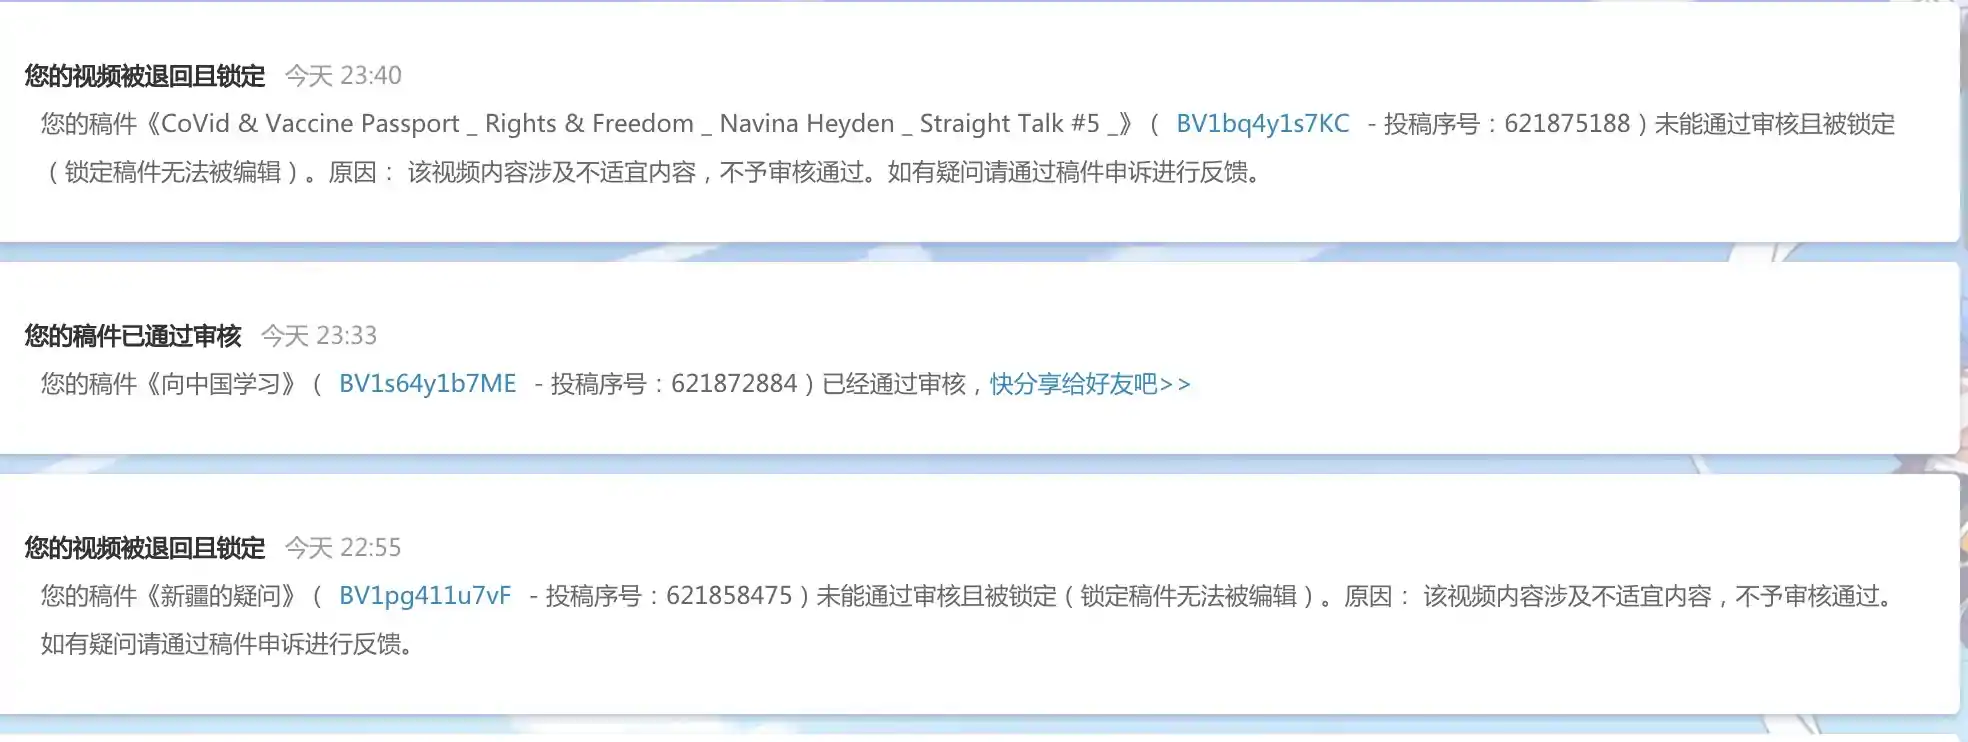 您的视频被退回且锁定 今天 23:40
您的稿件《CoVid & Vaccine Passport _ Rights & Freedom _ Navina Heyden _ Straight Talk #5 _》（ BV1bq4y1s7KC - 投稿序号：621875188）未能通过审核且被锁定
（锁定稿件无法被编辑）。原因： 该视频内容涉及不适宜内容，不予审核通过。如有疑问请通过稿件申诉进行反馈。
您的稿件已通过审核 今天 23:33
您的稿件《向中国学习》（ BV1s64y1b7ME - 投稿序号：621872884）已经通过审核，快分享给好友吧>>
您的视频被退回且锁定 今天 22:55
您的稿件《新疆的疑问》（ BV1pg411u7vF - 投稿序号：621858475）未能通过审核且被锁定（锁定稿件无法被编辑）。原因： 该视频内容涉及不适宜内容，不予审核通过。
如有疑问请通过稿件申诉进行反馈。